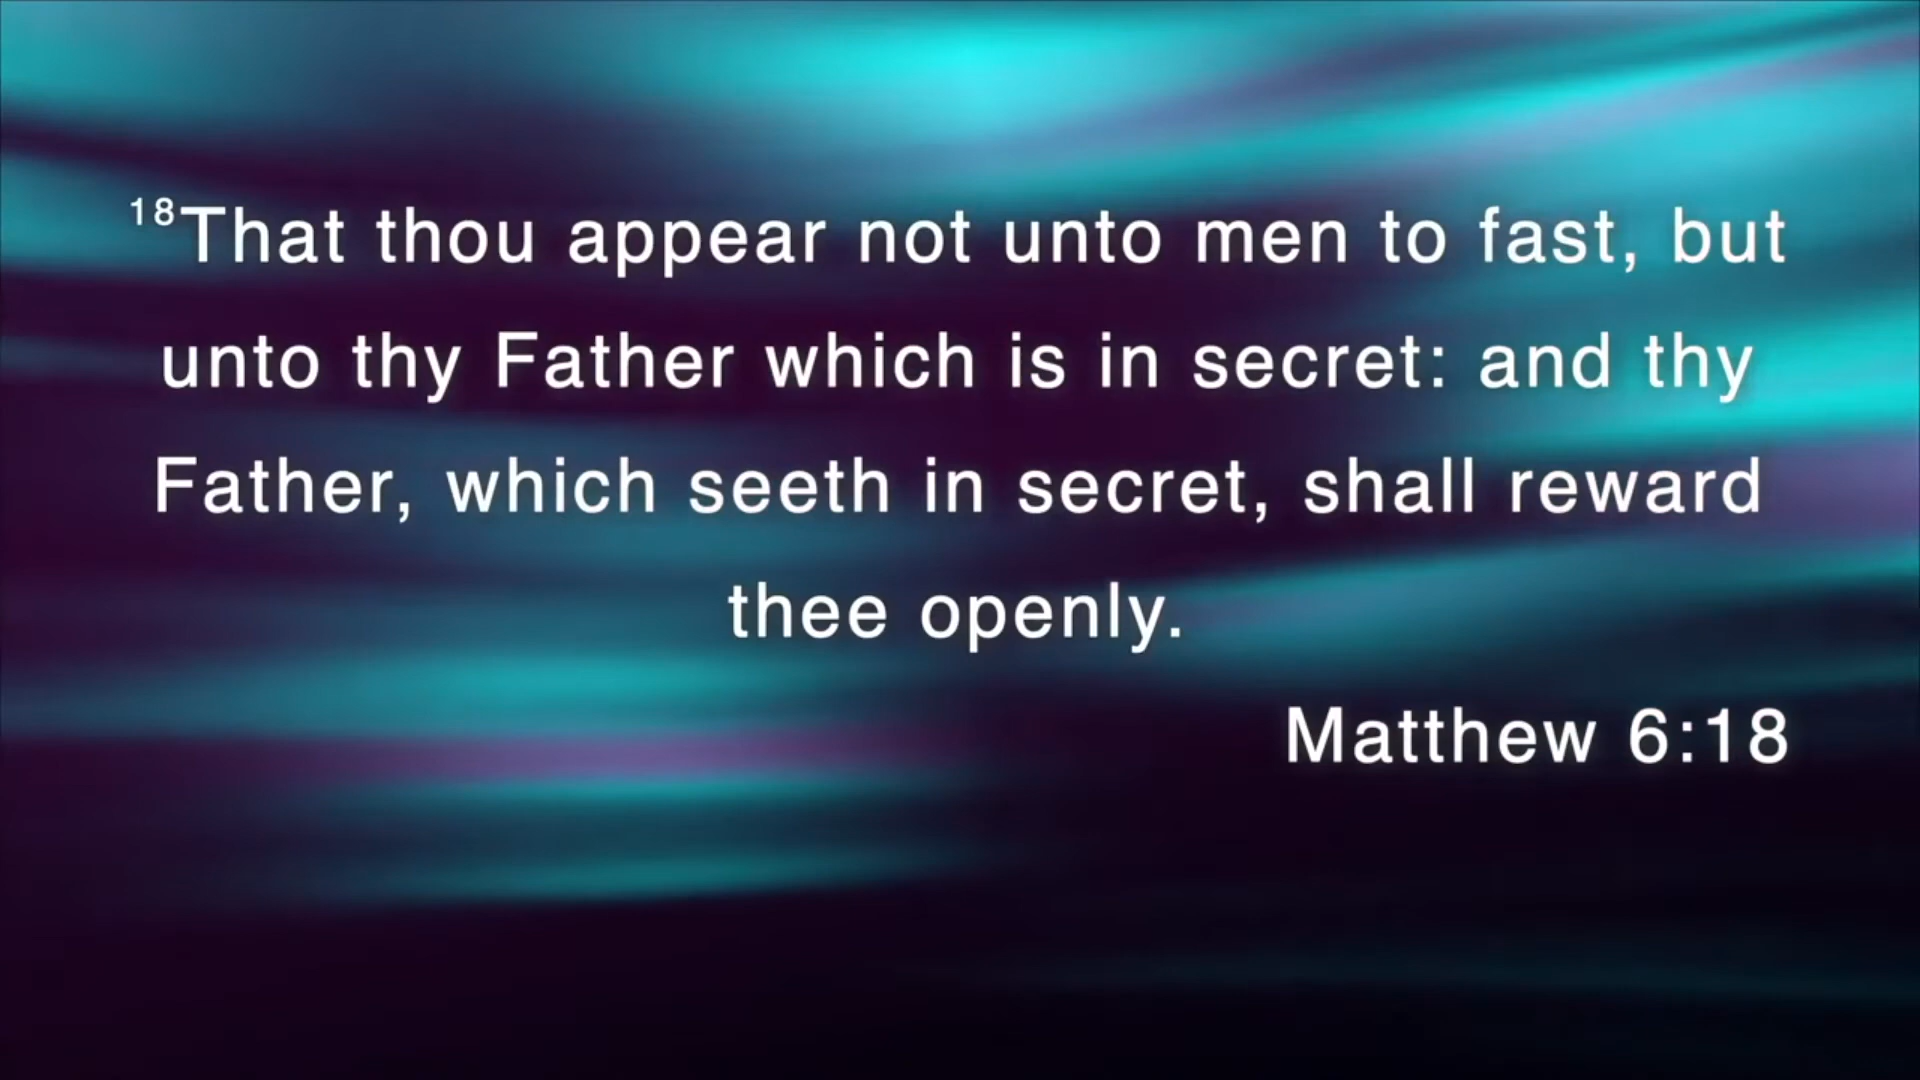 ¹⁸That thou appear not unto men to fast, but
unto thy Father which is in secret: and thy
Father, which seeth in secret, shall reward
thee openly.
Matthew 6:18